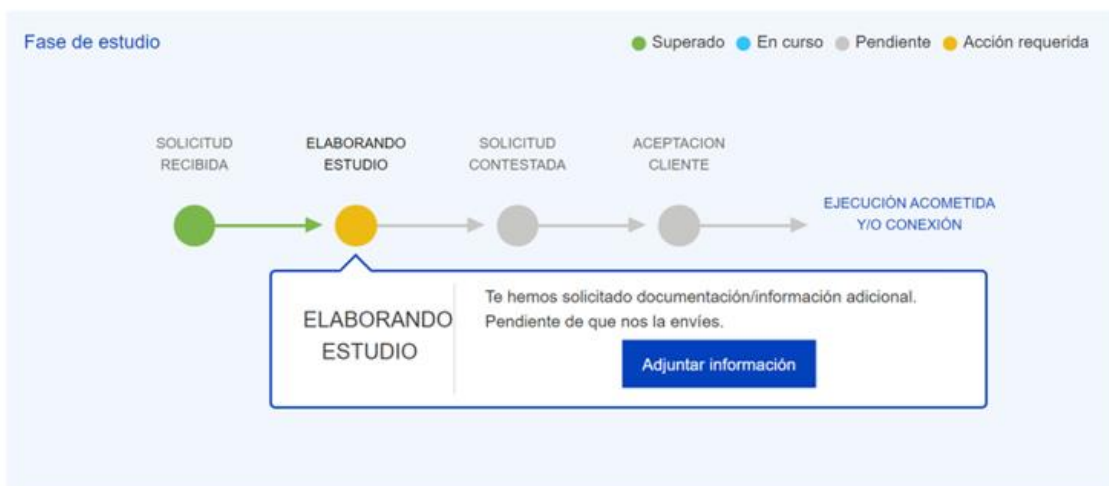 Fase de estudio
Superado
En curso
Pendiente
Acción requerida
SOLICITUD
RECIBIDA
ELABORANDO
ESTUDIO
SOLICITUD
CONTESTADA
ACEPTACION
CLIENTE
EJECUCIÓN ACOMETIDA
Y/O CONEXIÓN
ELABORANDO
ESTUDIO
Te hemos solicitado documentación/información adicional.
Pendiente de que nos la envíes.
Adjuntar información